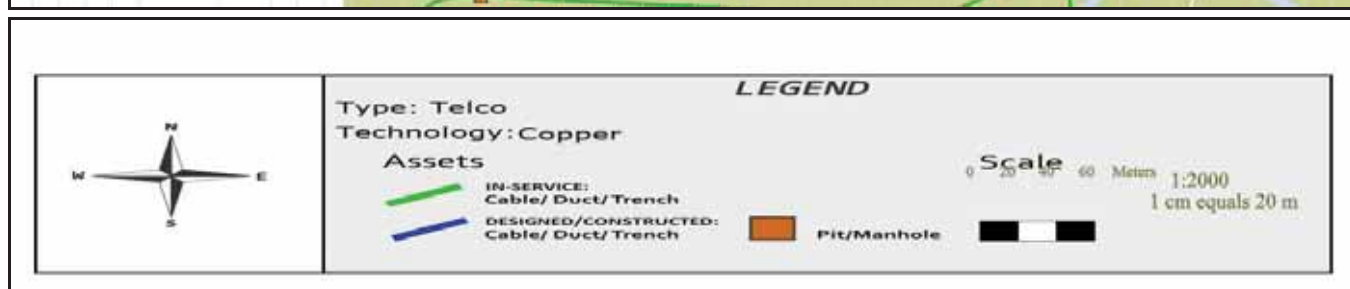 N
W E
S
LEGEND
Type: Telco
Technology:Copper
Assets
IN-SERVICE:
Cable/ Duct/ Trench
DESIGNED/CONSTRUCTED:
Cable/ Duct/ Trench
Pit/Manhole
Scale
0 20 40 60 Meters
1:2000
1 cm equals 20 m